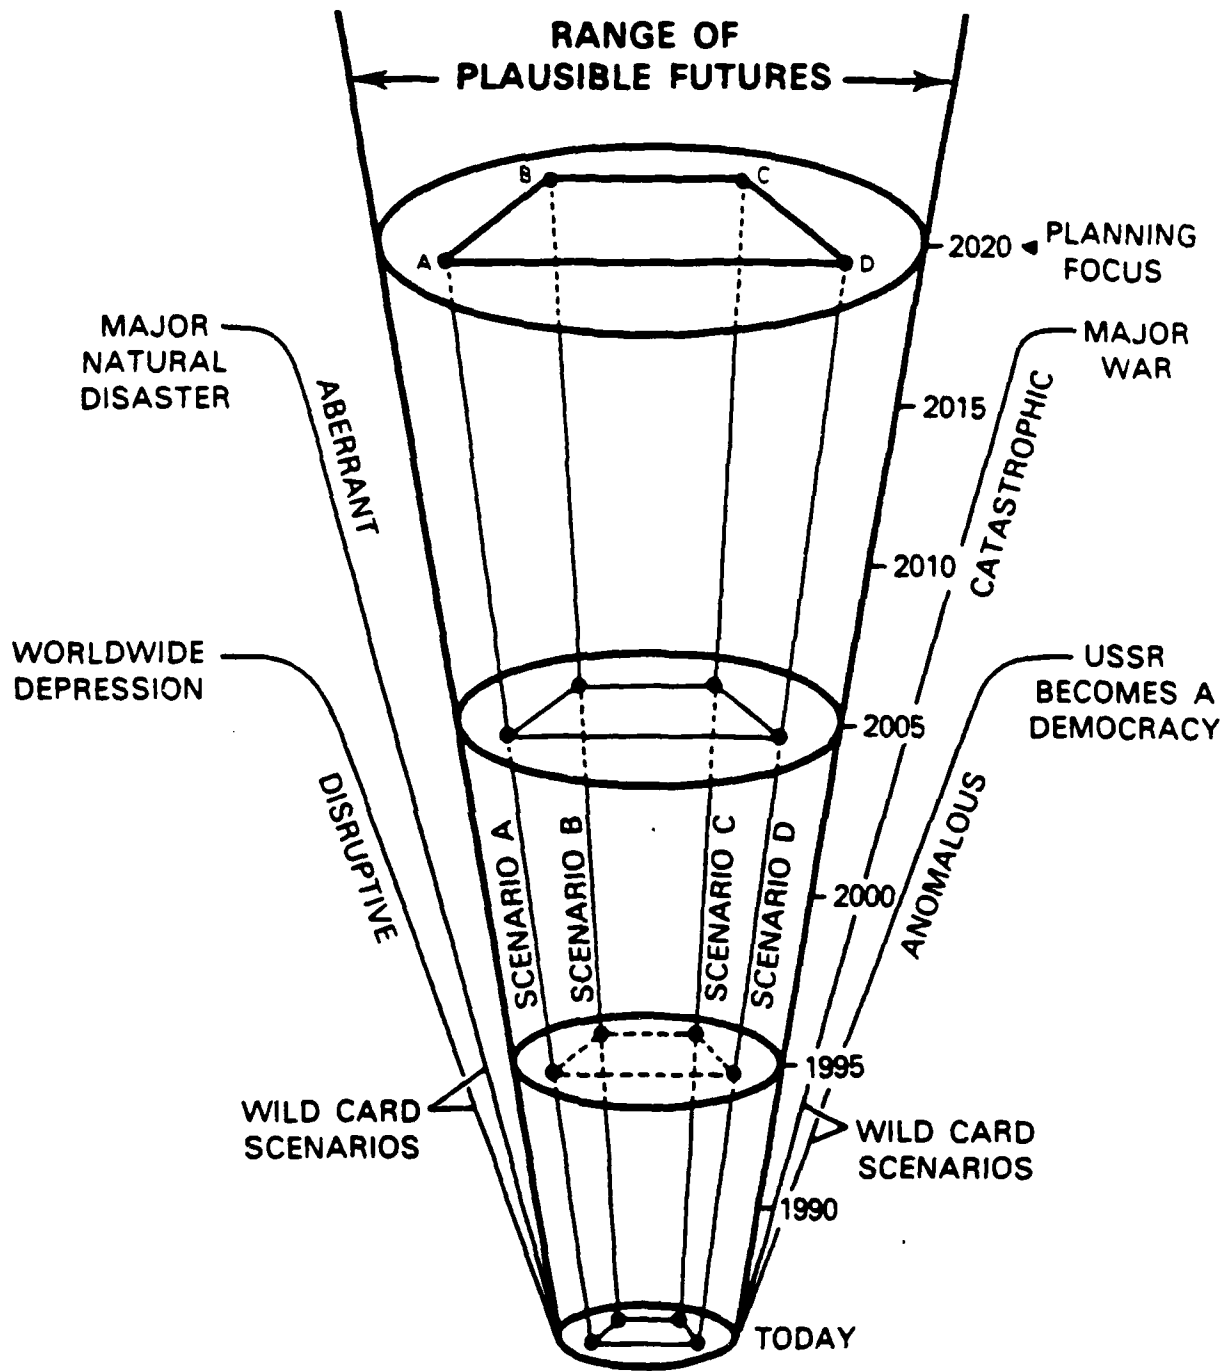 RANGE OF
PLAUSIBLE FUTURES
B
C
A
D
2020
PLANNING
FOCUS
MAJOR
NATURAL
DISASTER
ABERRANT
MAJOR
WAR
CATASTROPHIC
2015
2010
WORLDWIDE
DEPRESSION
DISRUPTIVE
2005
USSR
BECOMES A
DEMOCRACY
ANOMALOUS
SCENARIO A
SCENARIO B
SCENARIO C
SCENARIO D
2000
1995
WILD CARD
SCENARIOS
WILD CARD
SCENARIOS
1990
TODAY